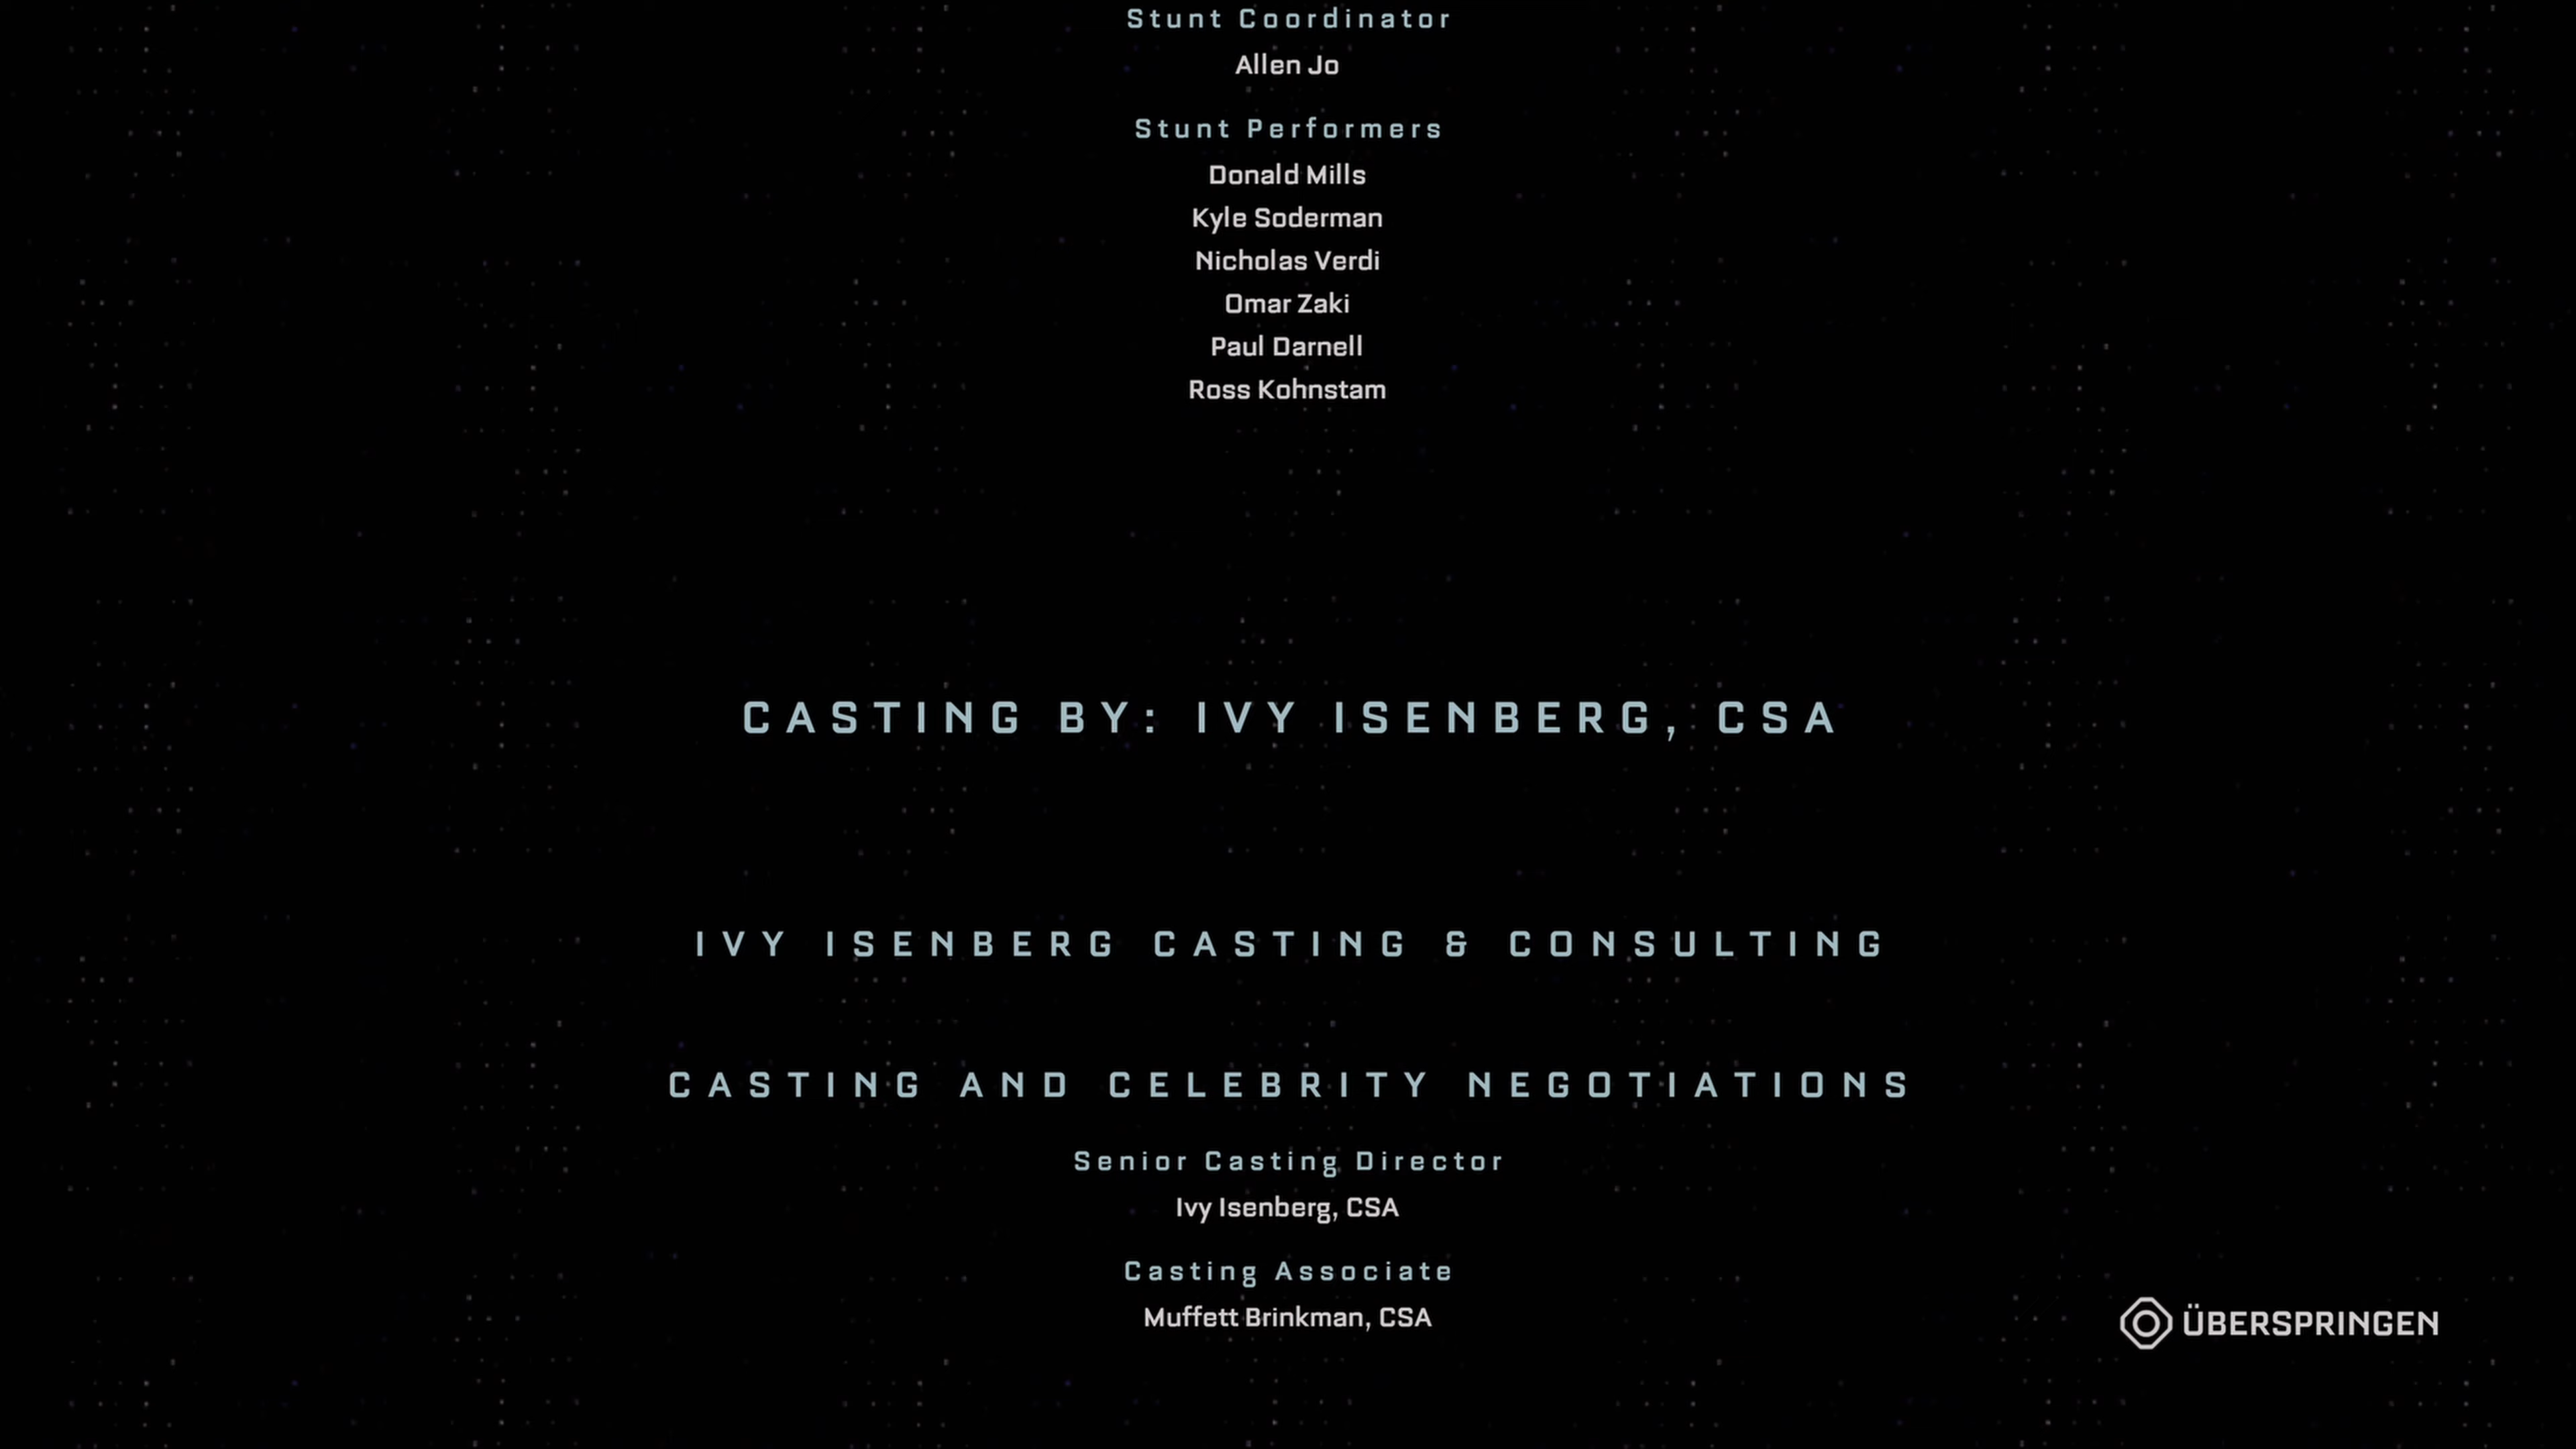 Stunt Coordinator
Allen Jo
Stunt Performers
Donald Mills
Kyle Soderman
Nicholas Verdi
Omar Zaki
Paul Darnell
Ross Kohnstam
CASTING BY: IVY ISENBERG, CSA
IVY ISENBERG CASTING & CONSULTING
CASTING AND CELEBRITY NEGOTIATIONS
Senior Casting Director
Ivy Isenberg, CSA
Casting Associate
Muffett Brinkman, CSA
ÜBERSPRINGEN